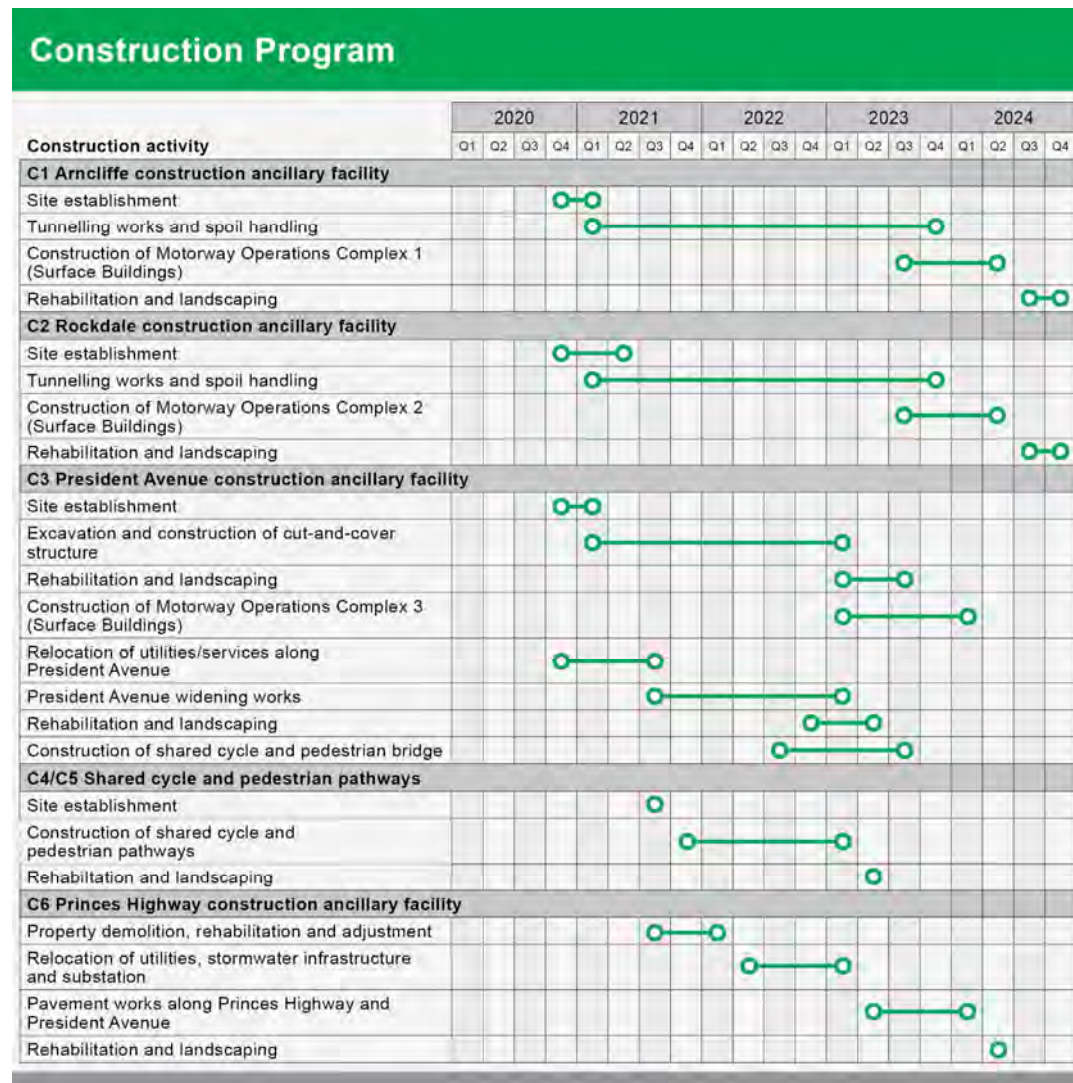 Construction Program
2020 2021 2022 2023 2024
Construction activity Q1 Q2 Q3 Q4 Q1 Q2 Q3 Q4 Q1 Q2 Q3 Q4 Q1 Q2 Q3 Q4 Q1 Q2 Q3 Q4
C1 Arncliffe construction ancillary facility
Site establishment
Tunnelling works and spoil handling
Construction of Motorway Operations Complex 1
(Surface Buildings)
Rehabilitation and landscaping
C2 Rockdale construction ancillary facility
Site establishment
Tunnelling works and spoil handling
Construction of Motorway Operations Complex 2
(Surface Buildings)
Rehabilitation and landscaping
C3 President Avenue construction ancillary facility
Site establishment
Excavation and construction of cut-and-cover
structure
Rehabilitation and landscaping
Construction of Motorway Operations Complex 3
(Surface Buildings)
Relocation of utilities/services along
President Avenue
President Avenue widening works
Rehabilitation and landscaping
Construction of shared cycle and pedestrian bridge
C4/C5 Shared cycle and pedestrian pathways
Site establishment
Construction of shared cycle and
pedestrian pathways
Rehabiltation and landscaping
C6 Princes Highway construction ancillary facility
Property demolition, rehabilitation and adjustment
Relocation of utilities, stormwater infrastructure
and substation
Pavement works along Princes Highway and
President Avenue
Rehabilitation and landscaping